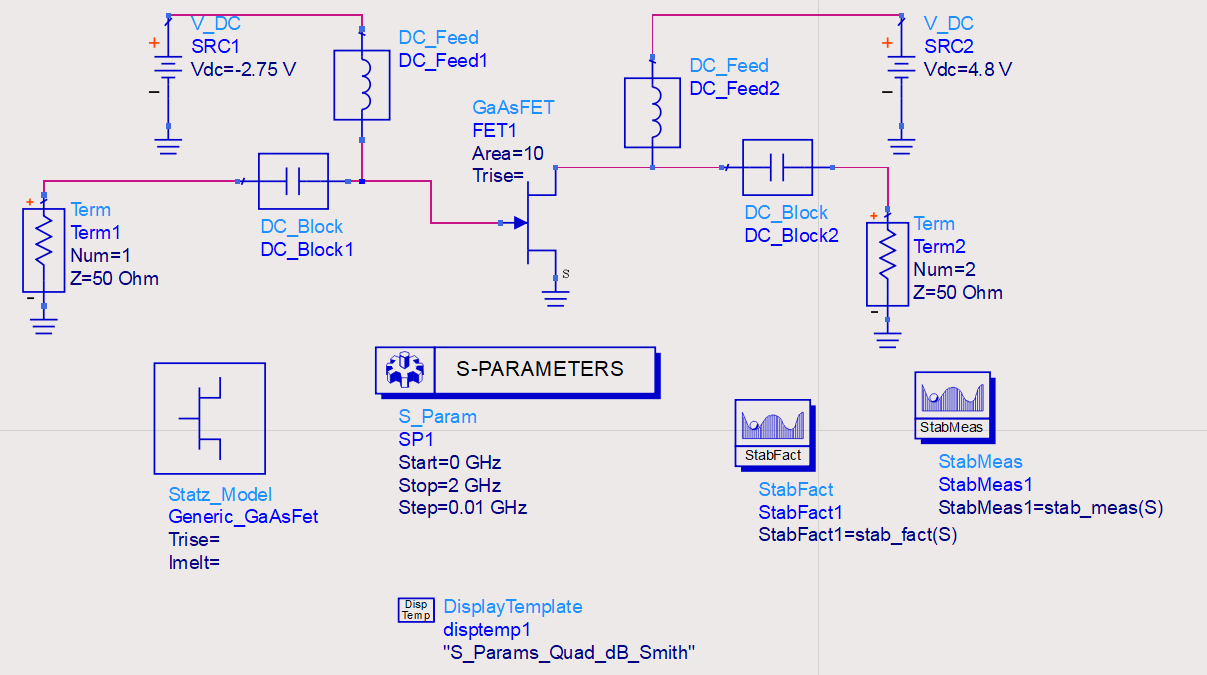 V_DC
SRC1
Vdc=-2.75 V
DC_Feed
DC_Feed1
DC_Feed
DC_Feed2
V_DC
SRC2
Vdc=4.8 V
GaAsFET
FET1
Area=10
Trise=
S
DC_Block
DC_Block1
DC_Block
DC_Block2
Term
Term1
Num=1
Z=50 Ohm
Term
Term2
Num=2
Z=50 Ohm
Statz_Model
Generic_GaAsFet
Trise=
Imelt=
S-PARAMETERS
S_Param
SP1
Start=0 GHz
Stop=2 GHz
Step=0.01 GHz
StabFact
StabFact
StabFact1
StabFact1=stab_fact(S)
StabMeas
StabMeas
StabMeas1
StabMeas1=stab_meas(S)
Disp
Temp
DisplayTemplate
disptemp1
"S_Params_Quad_dB_Smith"